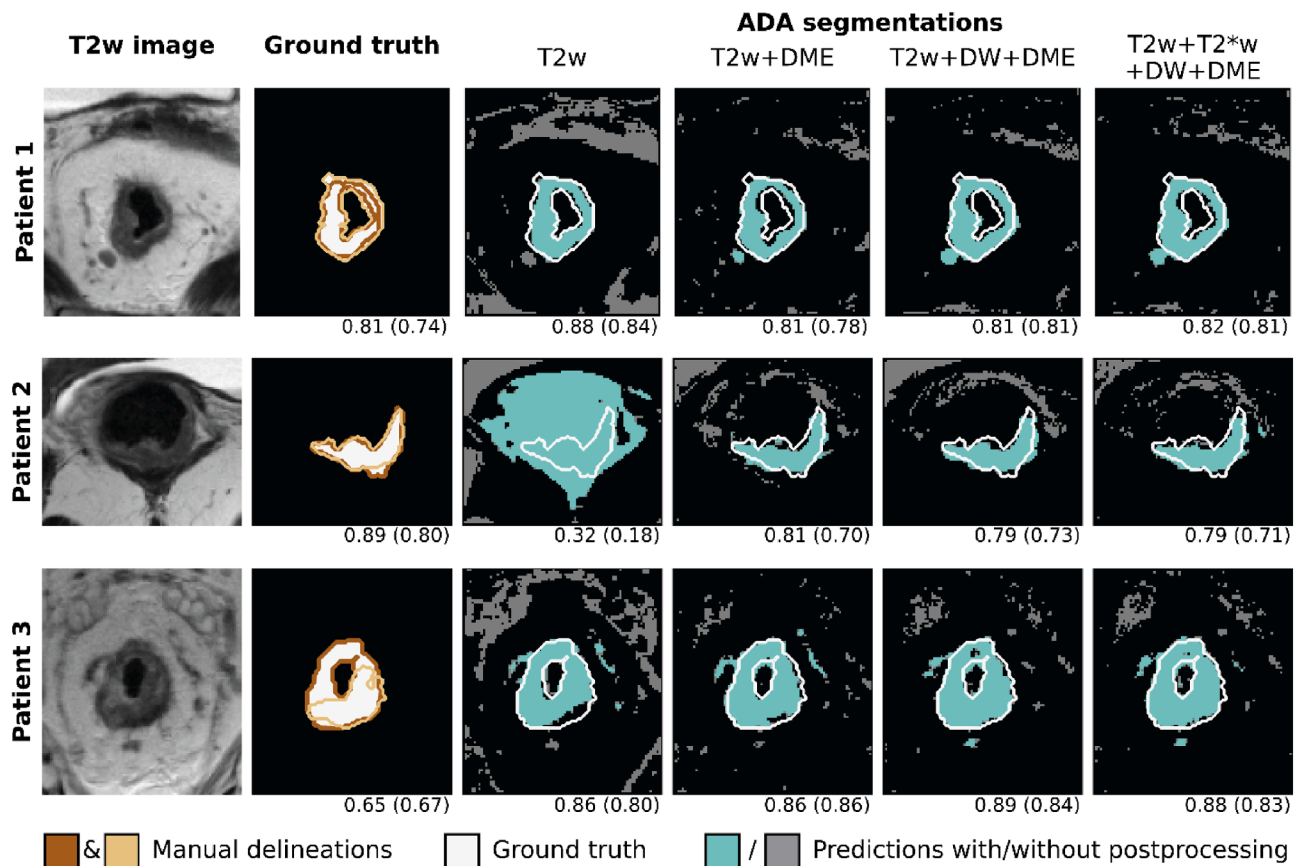 ADA segmentations
T2w image
Ground truth
T2w
T2w+DME
T2w+DW+DME
T2w+T2*w
+DW+DME
Patient 1
0.81 (0.74)
0.88 (0.84)
0.81 (0.78)
0.81 (0.81)
0.82 (0.81)
Patient 2
0.89 (0.80)
0.32 (0.18)
0.81 (0.70)
0.79 (0.73)
0.79 (0.71)
Patient 3
0.65 (0.67)
0.86 (0.80)
0.86 (0.86)
0.89 (0.84)
0.88 (0.83)
& Manual delineations
Ground truth
/ Predictions with/without postprocessing